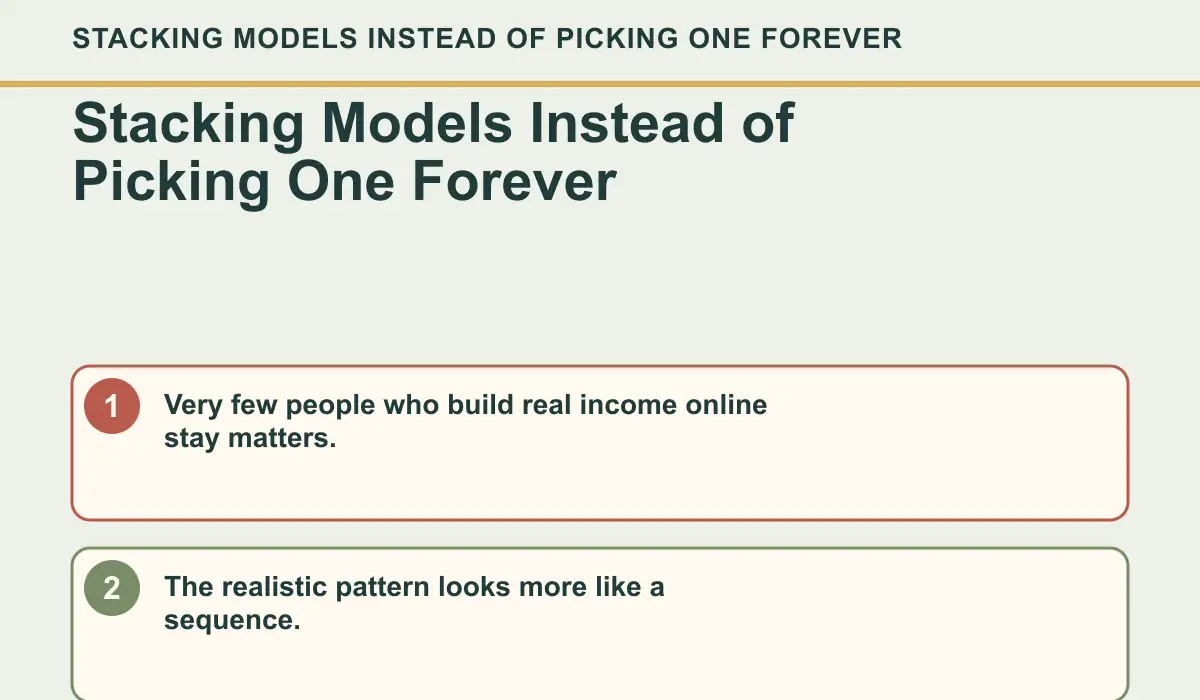 STACKING MODELS INSTEAD OF PICKING ONE FOREVER
Stacking Models Instead of
Picking One Forever
1
Very few people who build real income online
stay matters.
2
The realistic pattern looks more like a
sequence.